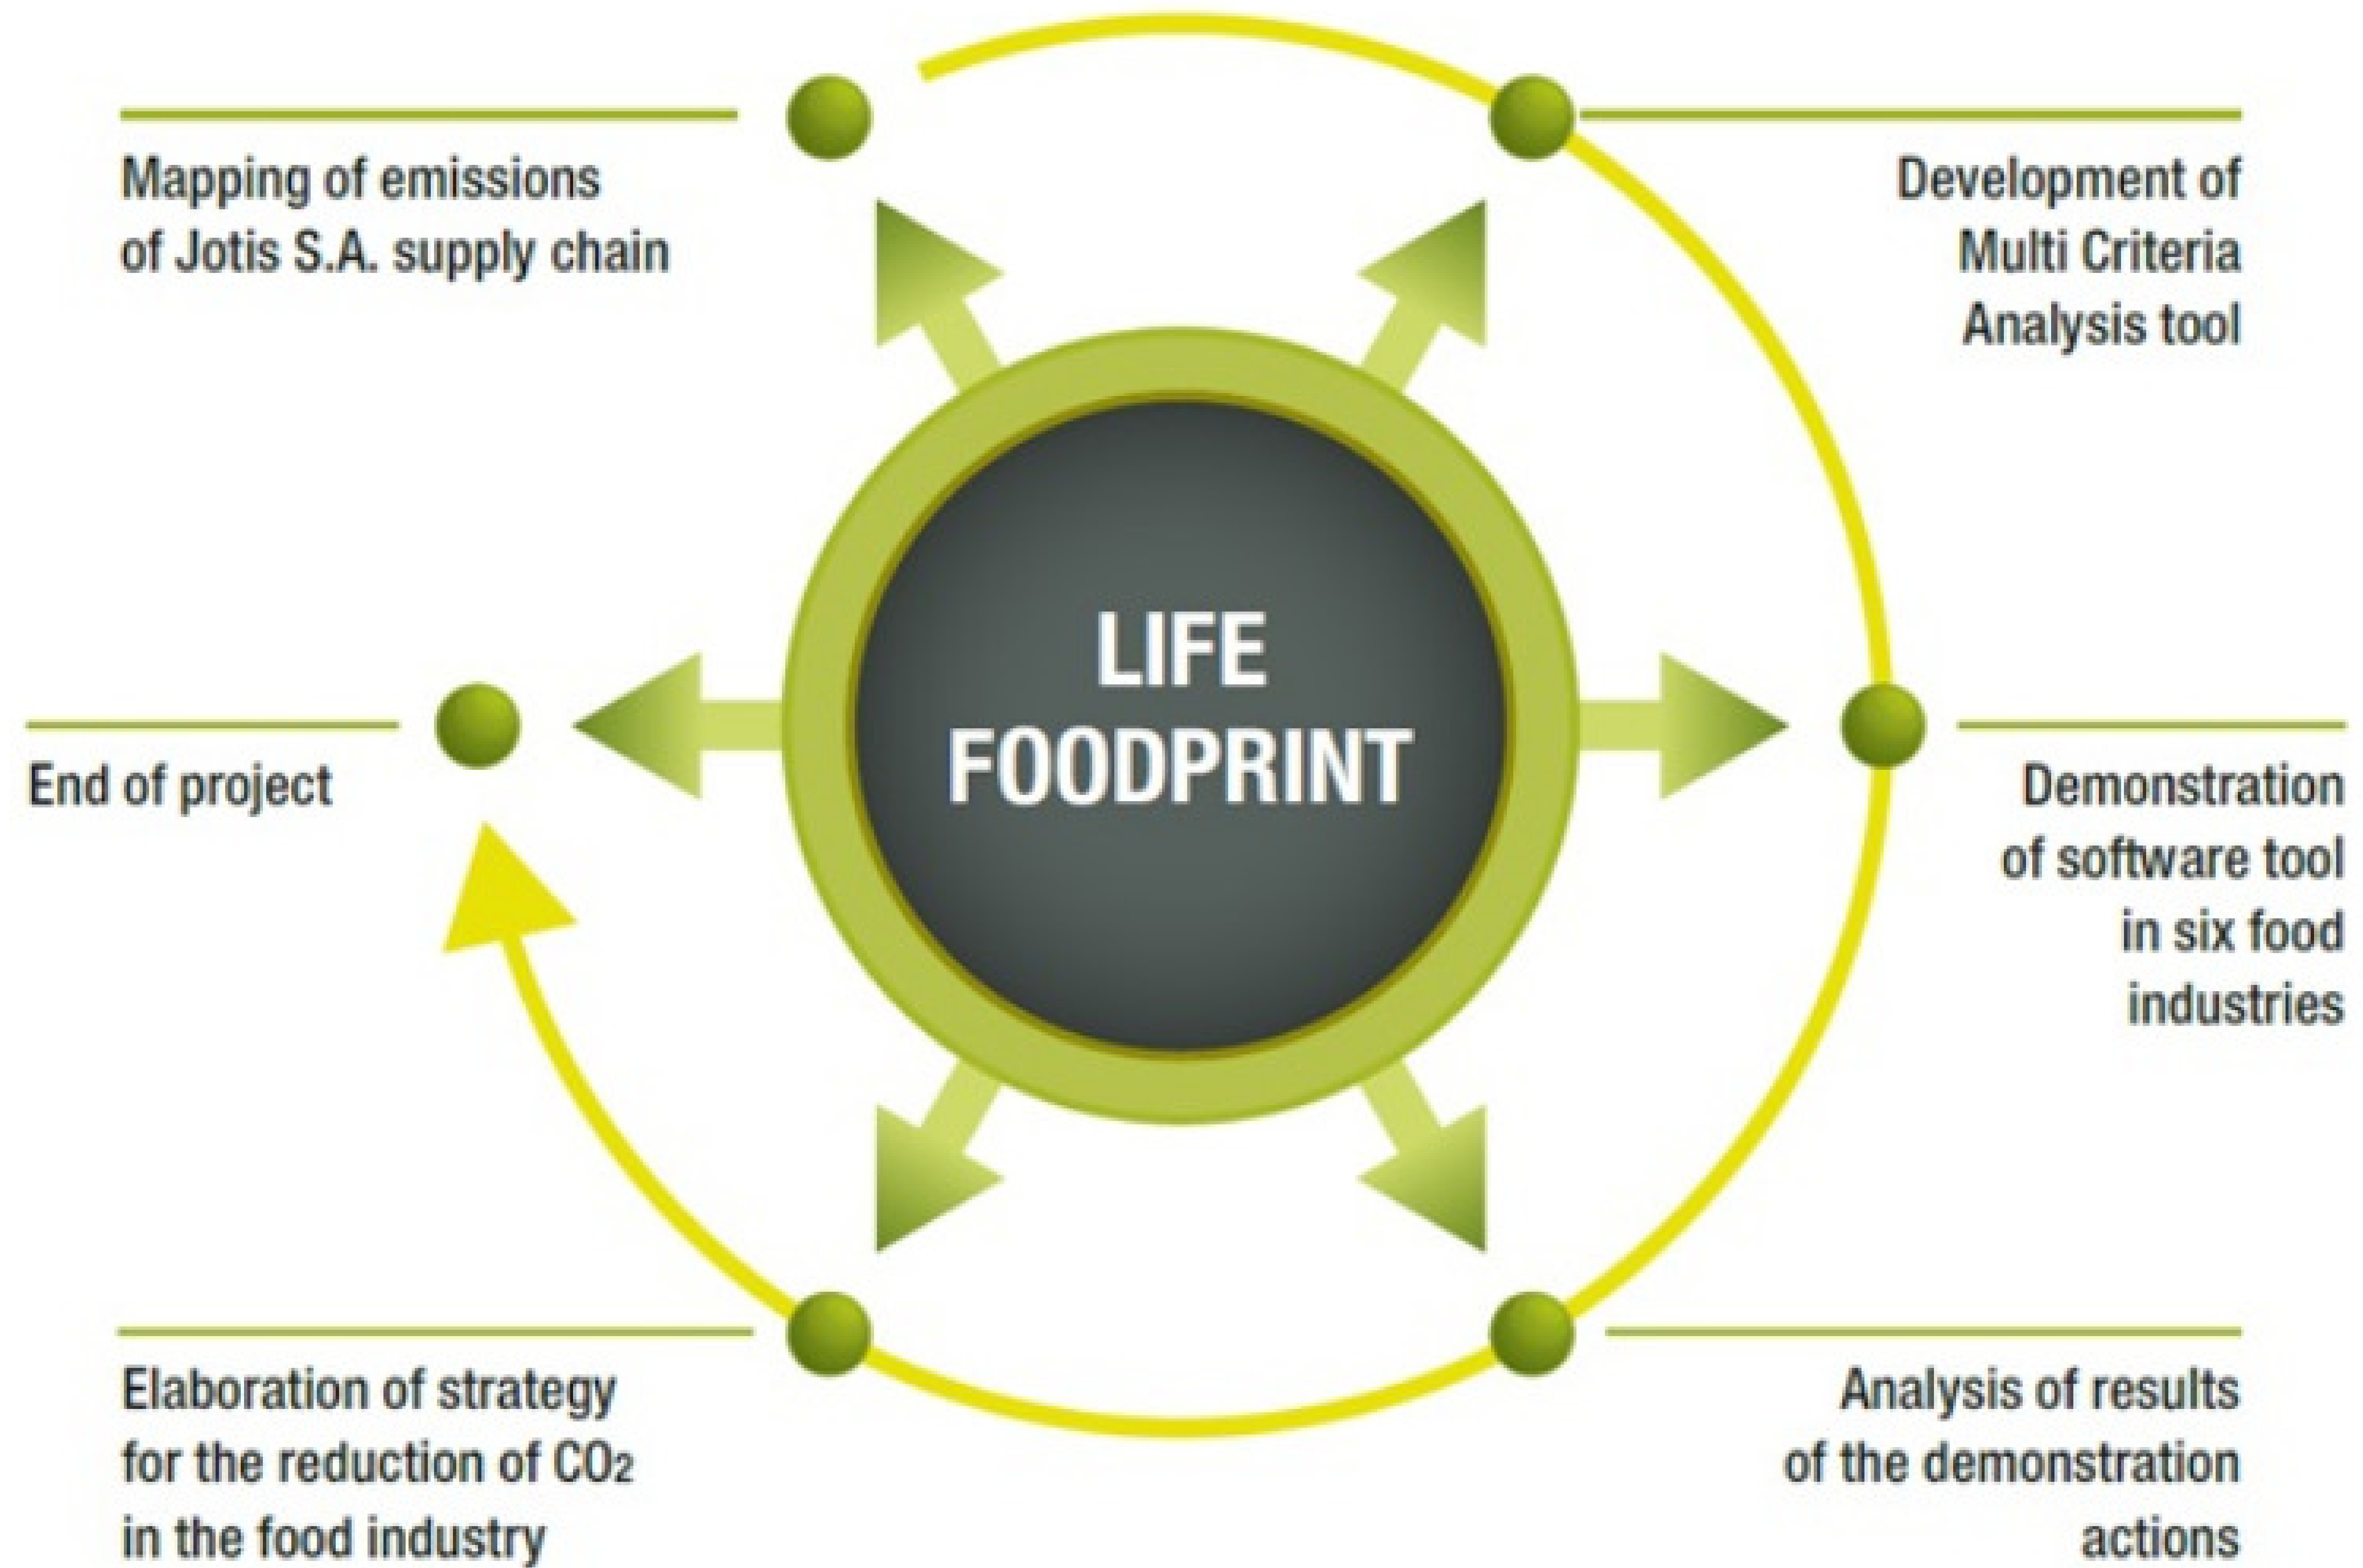 Mapping of emissions
of Jotis S.A. supply chain
Development of
Multi Criteria
Analysis tool
LIFE
FOODPRINT
End of project
Demonstration
of software tool
in six food
industries
Elaboration of strategy
for the reduction of CO₂
in the food industry
Analysis of results
of the demonstration
actions